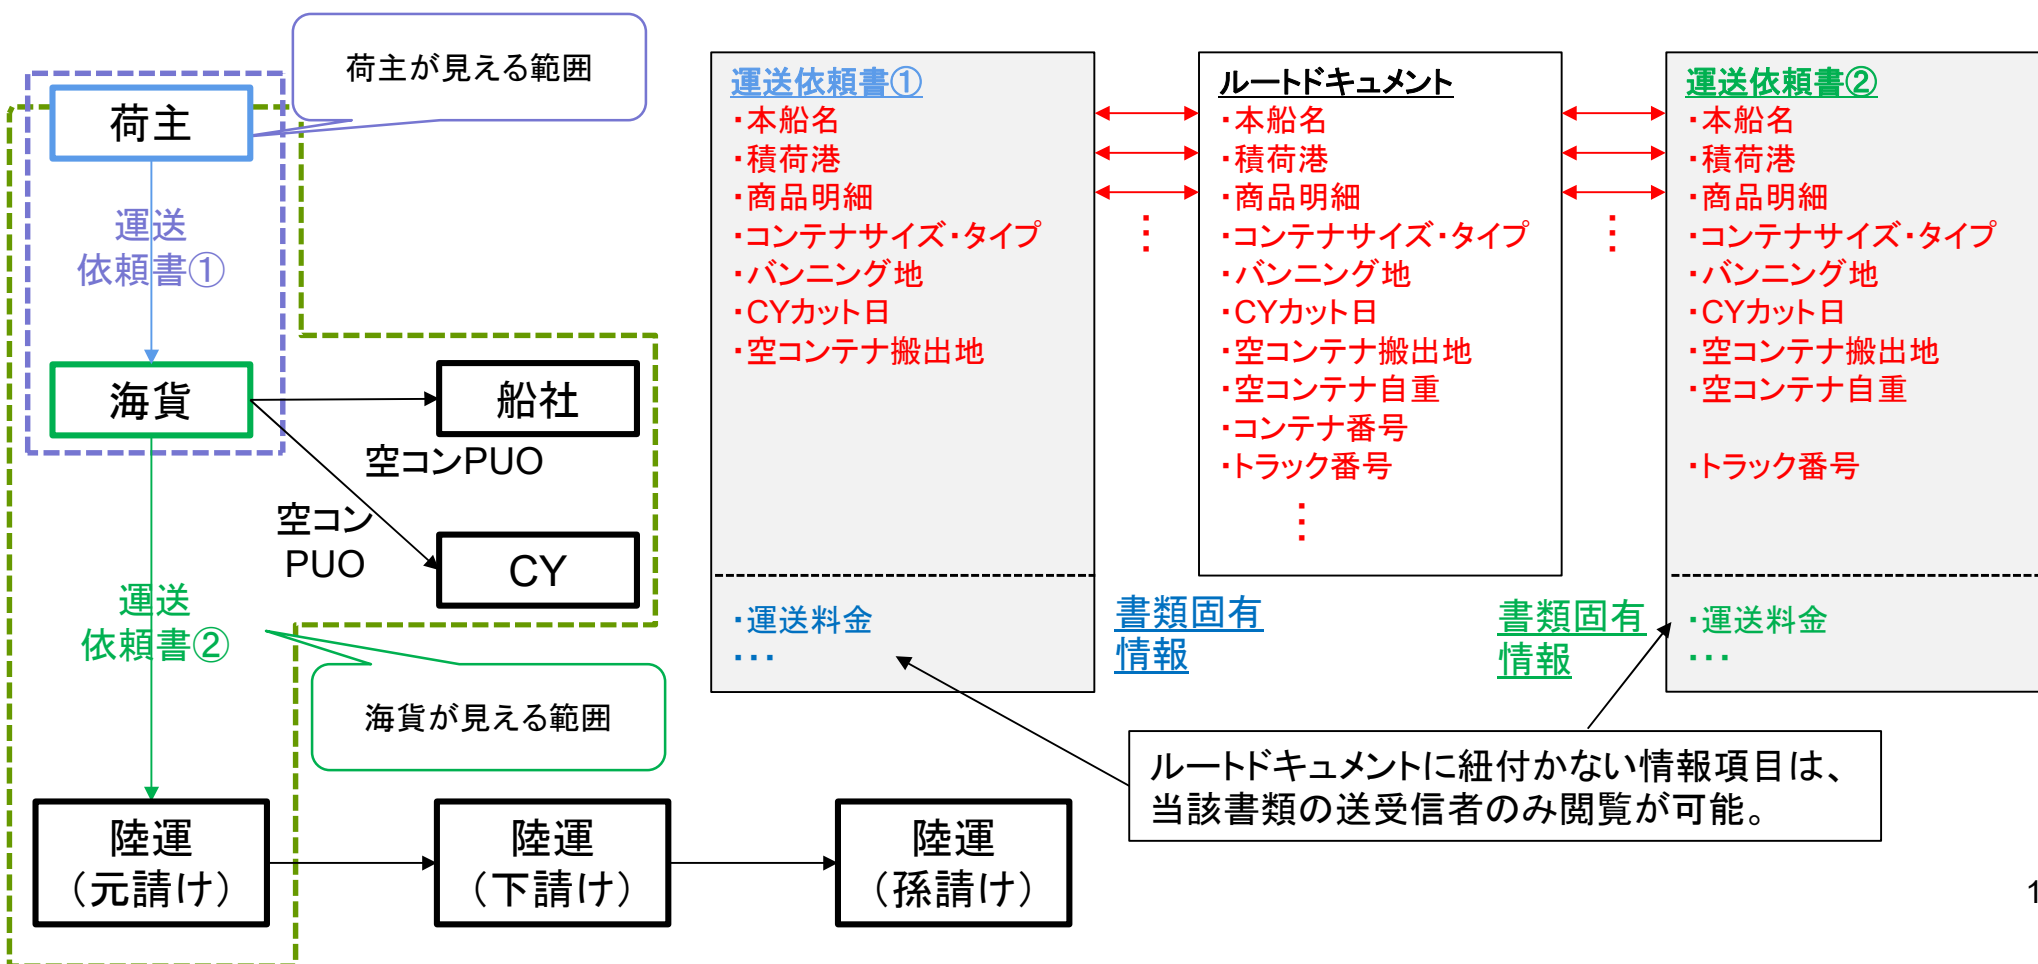 荷主が見える範囲
荷主
運送
依頼書①
海貨
船社
空コンPUO
空コン
PUO
CY
運送
依頼書②
海貨が見える範囲
陸運
（元請け）
陸運
（下請け）
陸運
（孫請け）
運送依頼書①
・本船名
・積荷港
・商品明細
・コンテナサイズ・タイプ
・バンニング地
・CYカット日
・空コンテナ搬出地
・運送料金
・・・
ルートドキュメント
・本船名
・積荷港
・商品明細
・コンテナサイズ・タイプ
・バンニング地
・CYカット日
・空コンテナ搬出地
・空コンテナ自重
・コンテナ番号
・トラック番号
運送依頼書②
・本船名
・積荷港
・商品明細
・コンテナサイズ・タイプ
・バンニング地
・CYカット日
・空コンテナ搬出地
・空コンテナ自重
・トラック番号
・運送料金
・・・
書類固有
情報
書類固有
情報
ルートドキュメントに紐付かない情報項目は、
当該書類の送受信者のみ閲覧が可能。
1